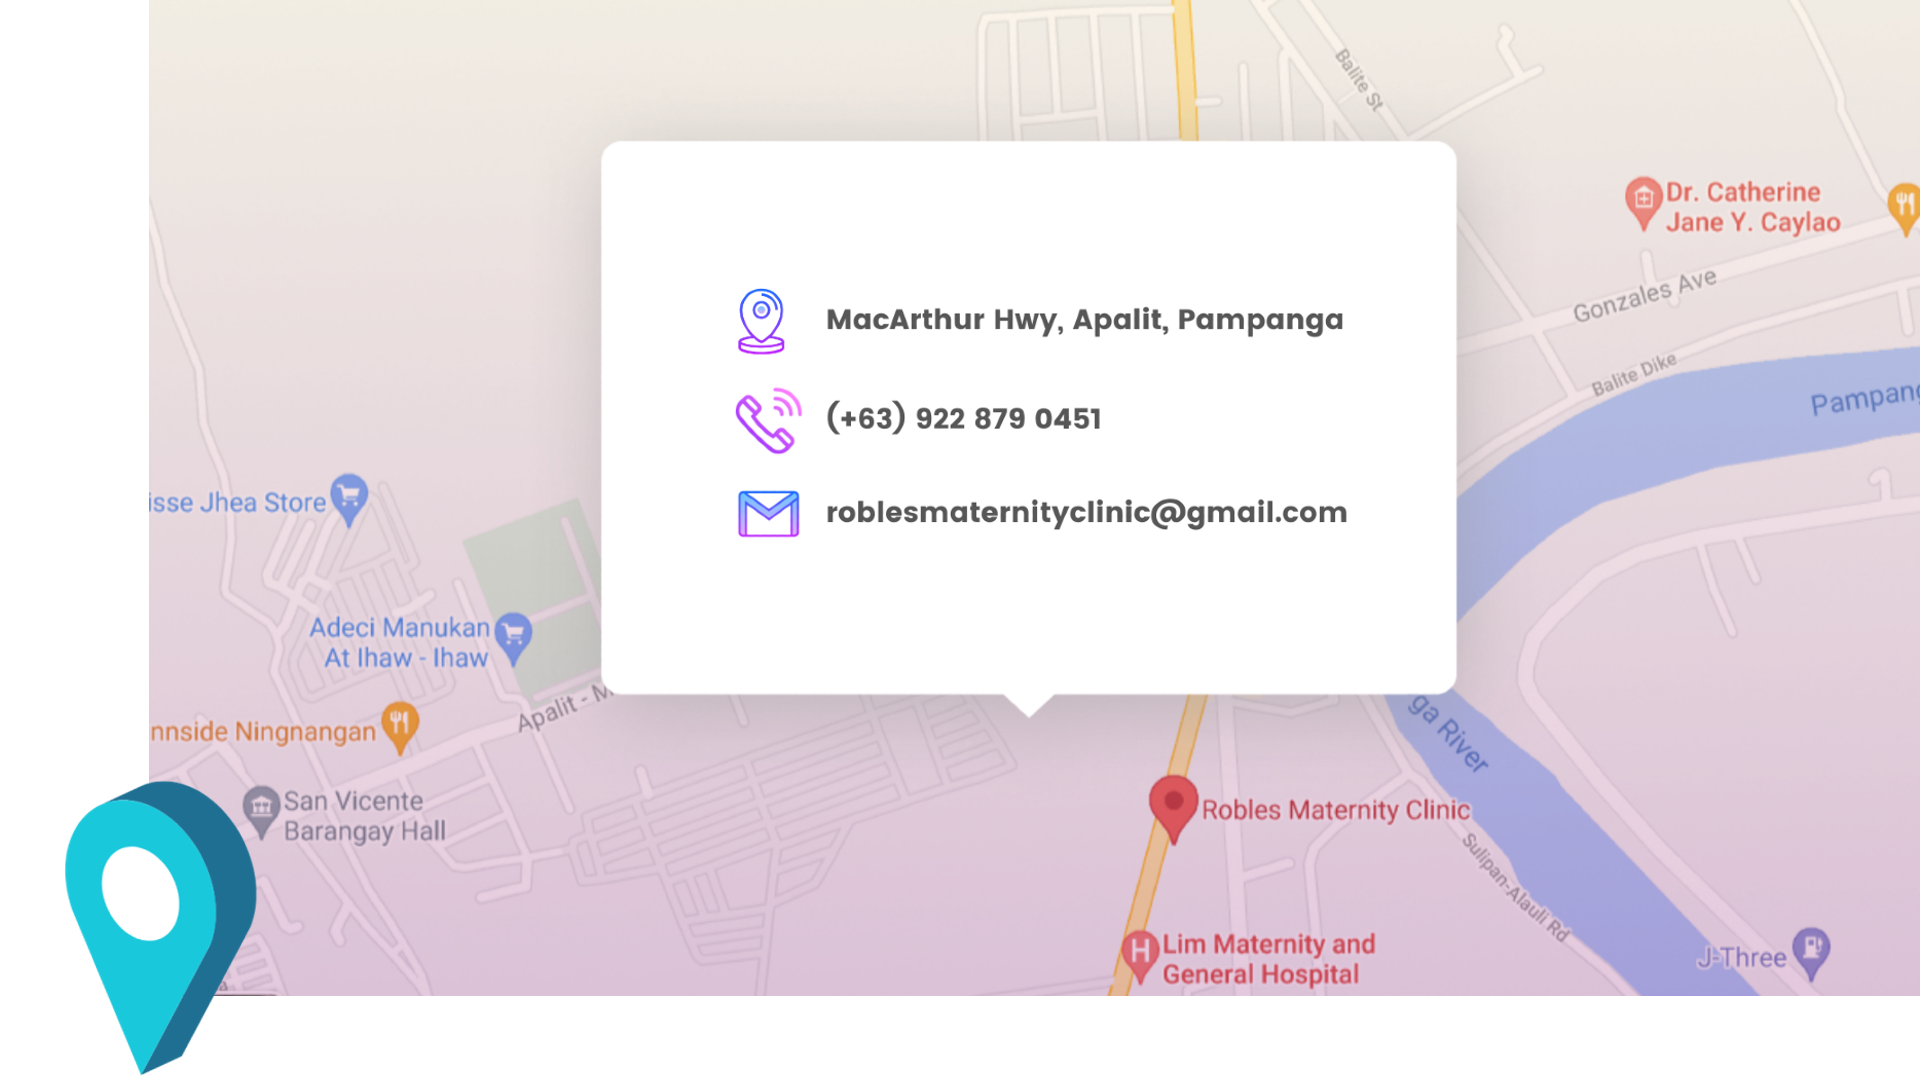 Balite St
Dr. Catherine
Jane Y. Caylao
Gonzales Ave
MacArthur Hwy, Apalit, Pampanga
Balite Dike
Pampang
(+63) 922 879 0451
isse Jhea Store
roblesmaternityclinic@gmail.com
Adeci Manukan
At Ihaw - Ihaw
Apalit - M
ga River
nnside Ningnangan
San Vicente
Barangay Hall
Robles Maternity Clinic
Sulipan-Alauli Rd
H
Lim Maternity and
General Hospital
J-Three
a